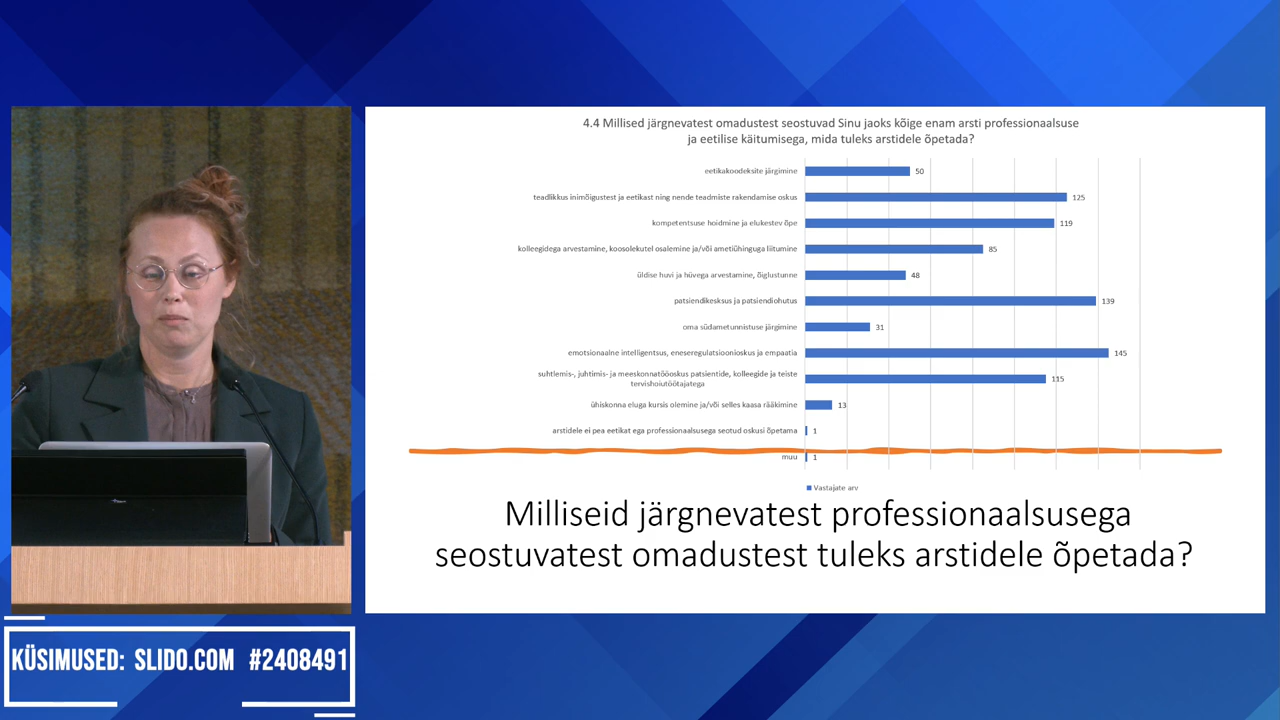 4.4 Millised järgnevatest omadustest seostuvad Sinu jaoks kõige enam arsti professionaalsuse
ja eetilise käitumisega, mida tuleks arstidele õpetada?
eetikakoodeksite järgimine 50
teadlikkus inimõigustest ja eetikast ning nende teadmiste rakendamise oskus 125
kompetentsuse hoidmine ja elukestev õpe 119
kolleegidega arvestamine, koosolekutel osalemine ja/või ametiühinguga liitumine 85
üldise huvi ja hüvega arvestamine, õiglustunne 48
patsiendikesksus ja patsiendiohutus 139
oma südametunnistuse järgimine 31
emotsionaalne intelligentsus, eneseregulatsioonioskus ja empaatia 145
suhtlemis-, juhtimis- ja meeskonnatööoskus patsientide, kolleegide ja teiste
tervishoiutöötajatega 115
ühiskonna eluga kursis olemine ja/või selles kaasa rääkimine 13
arstidele ei pea eetikat ega professionaalsusega seotud oskusi õpetama 1
muu 1
Vastajate arv
Milliseid järgnevatest professionaalsusega
seostuvatest omadustest tuleks arstidele õpetada?
KÜSIMUSED: SLIDO.COM #2408491